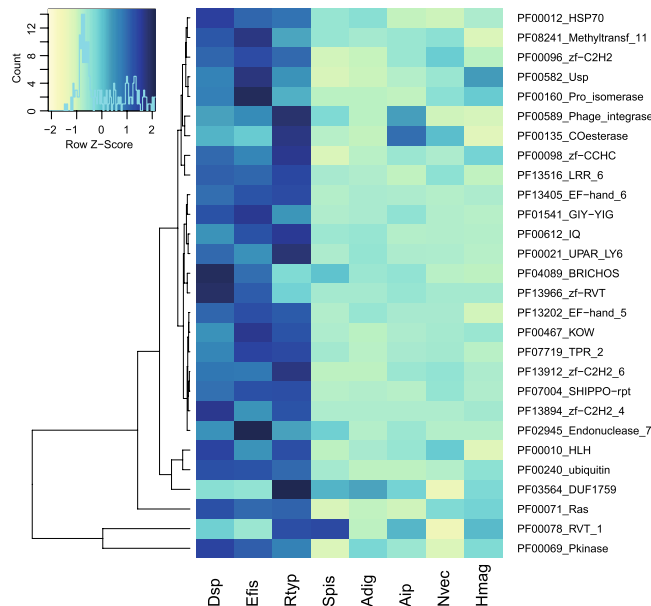 Count
0 4 8 12
−2 −1 0 1 2
Row Z-Score
PF00012_HSP70
PF08241_Methyltransf_11
PF00096_zf-C2H2
PF00582_Usp
PF00160_Pro_isomerase
PF00589_Phage_integrase
PF00135_COesterase
PF00098_zf-CCHC
PF13516_LRR_6
PF13405_EF-hand_6
PF01541_GIY-YIG
PF00612_IQ
PF00021_UPAR_LY6
PF04089_BRICHOS
PF13966_zf-RVT
PF13202_EF-hand_5
PF00467_KOW
PF07719_TPR_2
PF13912_zf-C2H2_6
PF07004_SHIPPO-rpt
PF13894_zf-C2H2_4
PF02945_Endonuclease_7
PF00010_HLH
PF00240_ubiquitin
PF03564_DUF1759
PF00071_Ras
PF00078_RVT_1
PF00069_Pkinase
Dsp
Efis
Rtyp
Spis
Adig
Aip
Nvec
Hmag